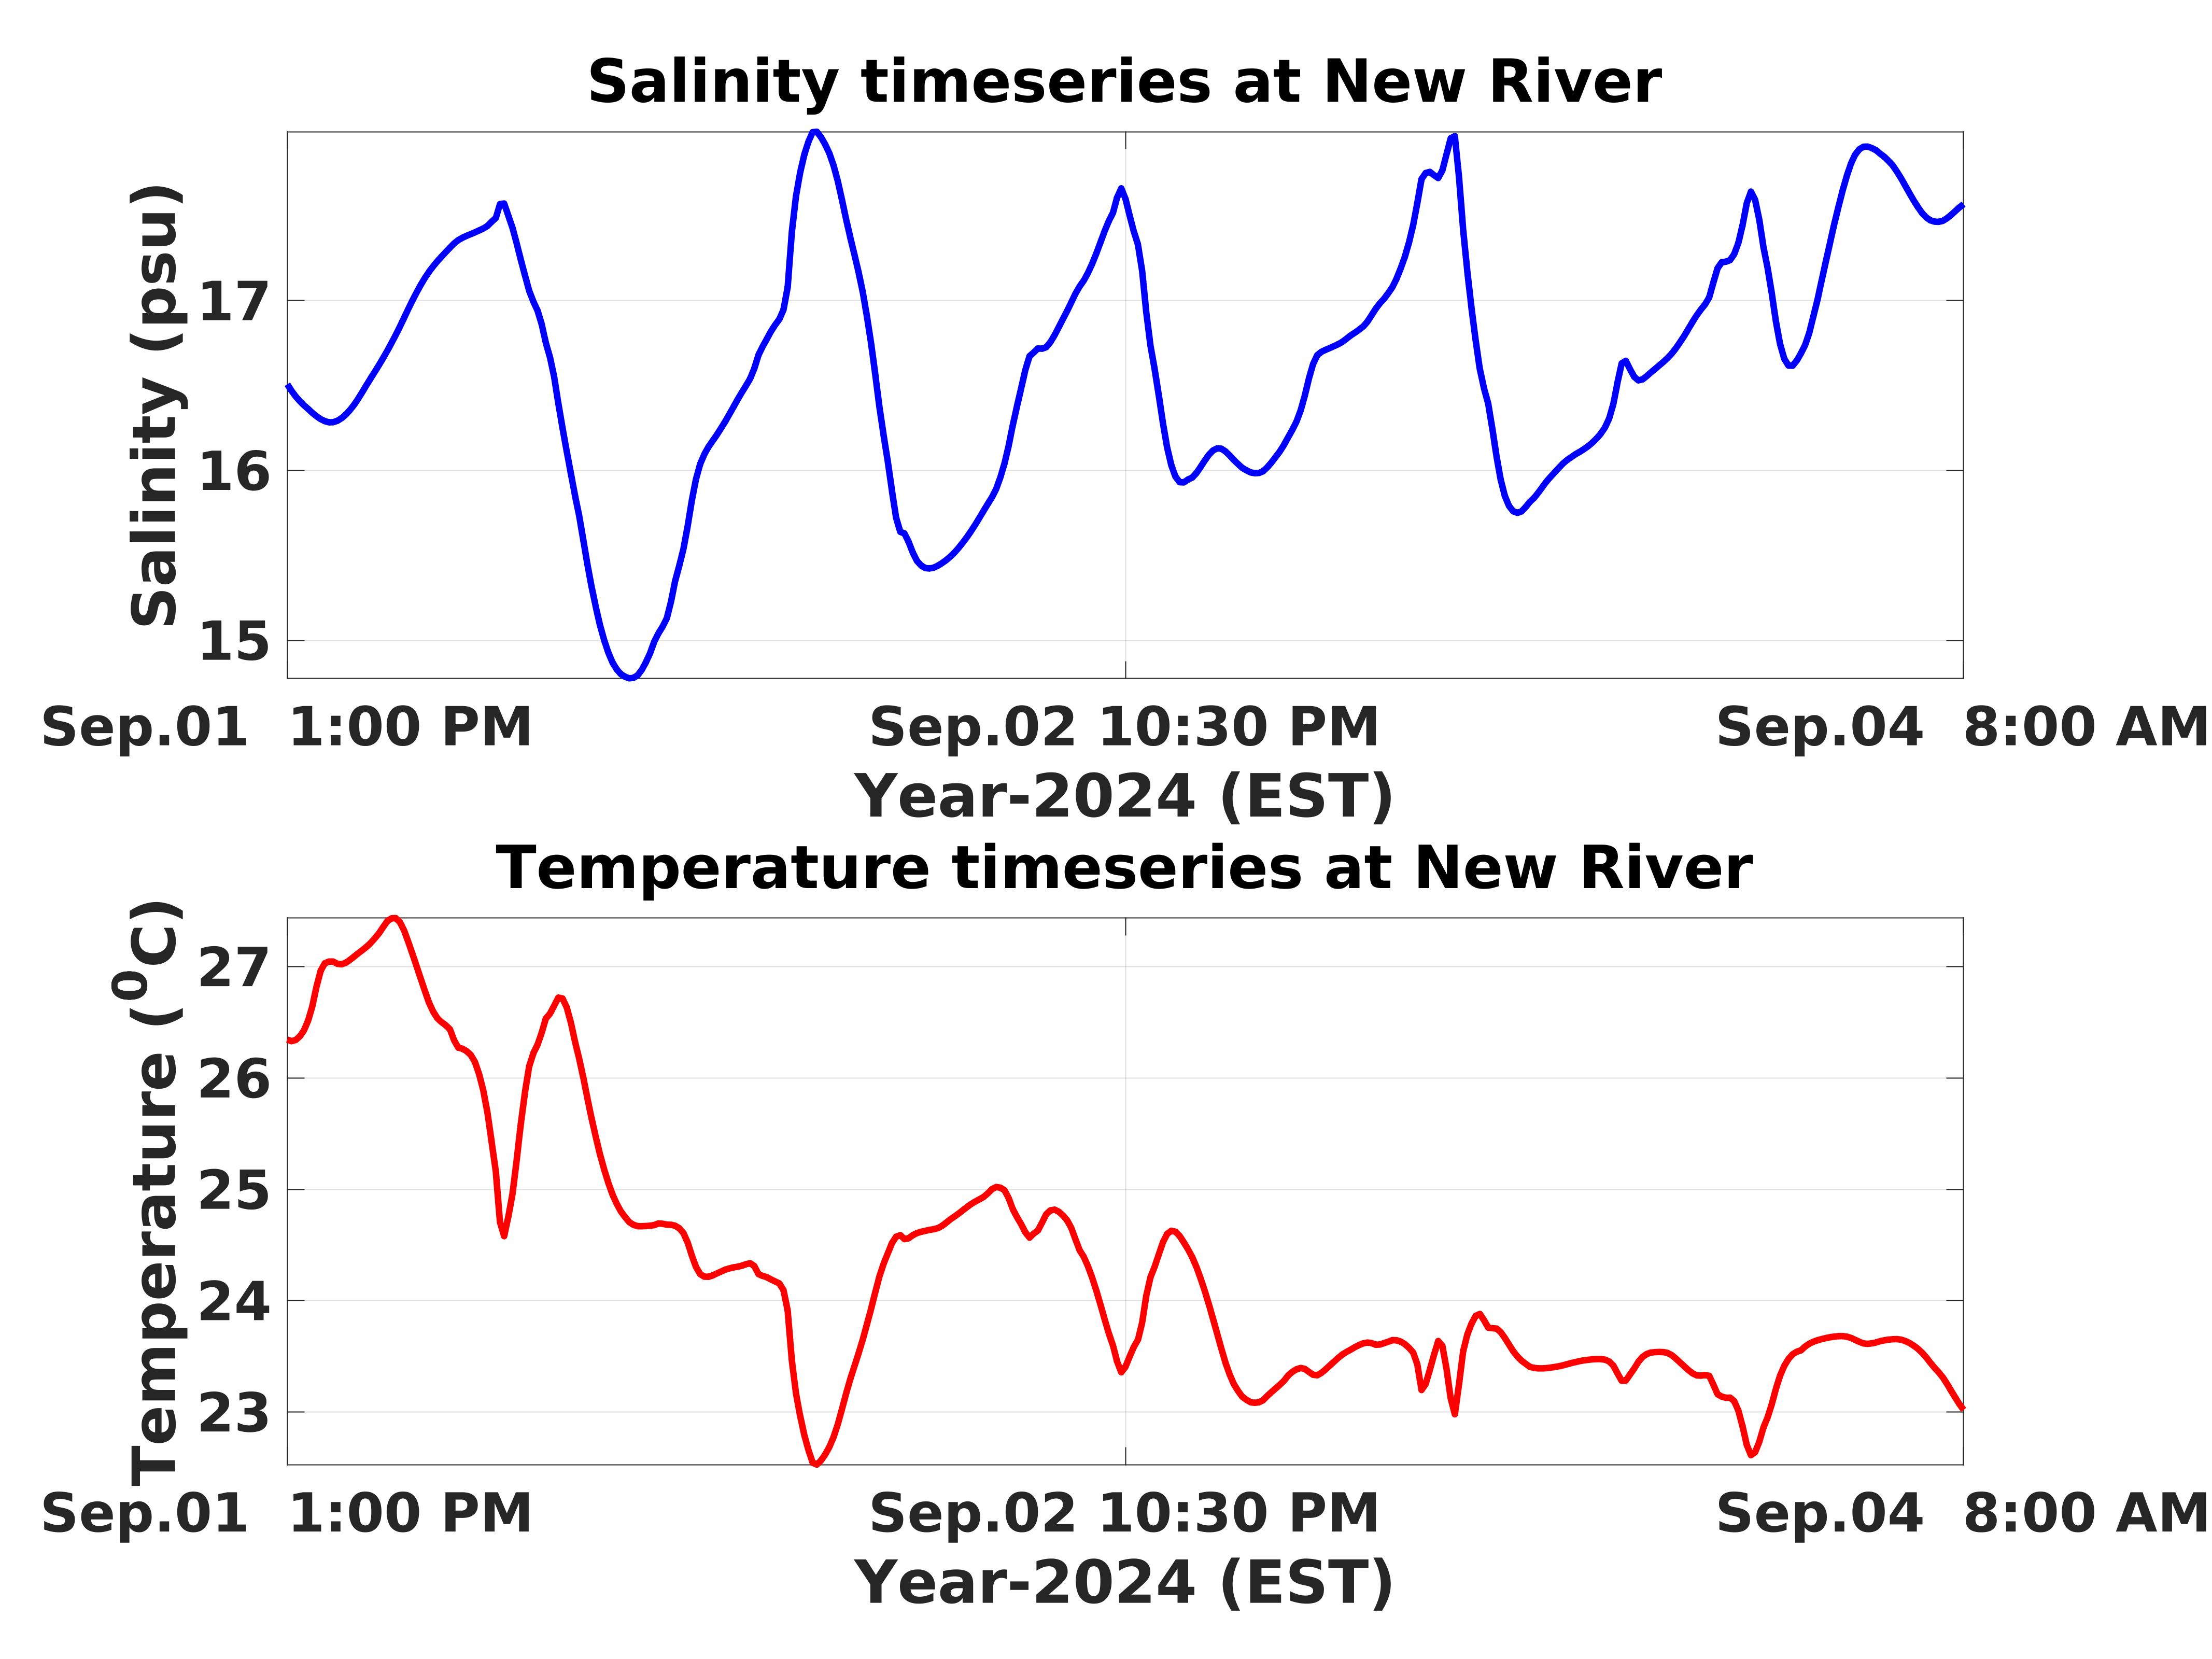 Salinity timeseries at New River
Salinity (psu)
17
16
15
Sep.01  1:00 PM
Sep.02 10:30 PM
Sep.04  8:00 AM
Year-2024 (EST)
Temperature timeseries at New River
Temperature (⁰C)
27
26
25
24
23
Sep.01  1:00 PM
Sep.02 10:30 PM
Sep.04  8:00 AM
Year-2024 (EST)